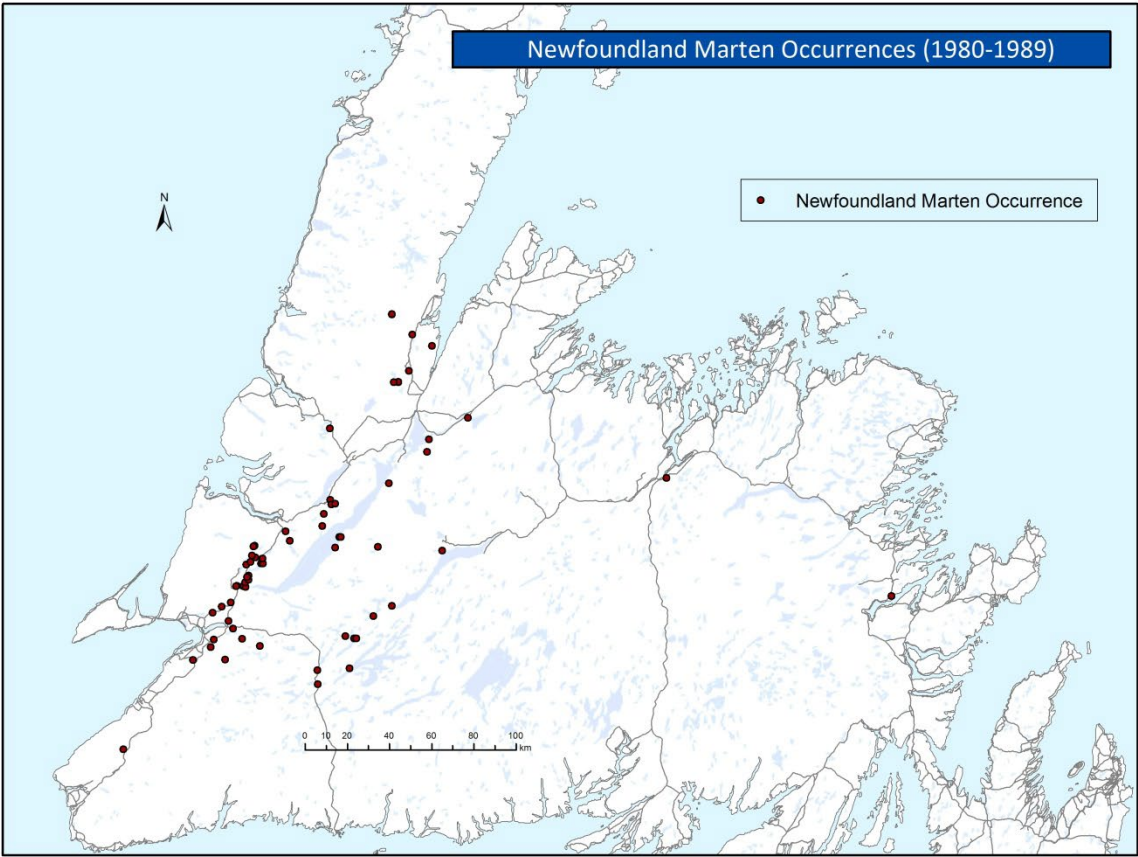 Newfoundland Marten Occurrences (1980-1989)
N
Newfoundland Marten Occurrence
0 10 20 40 60 80 100
km